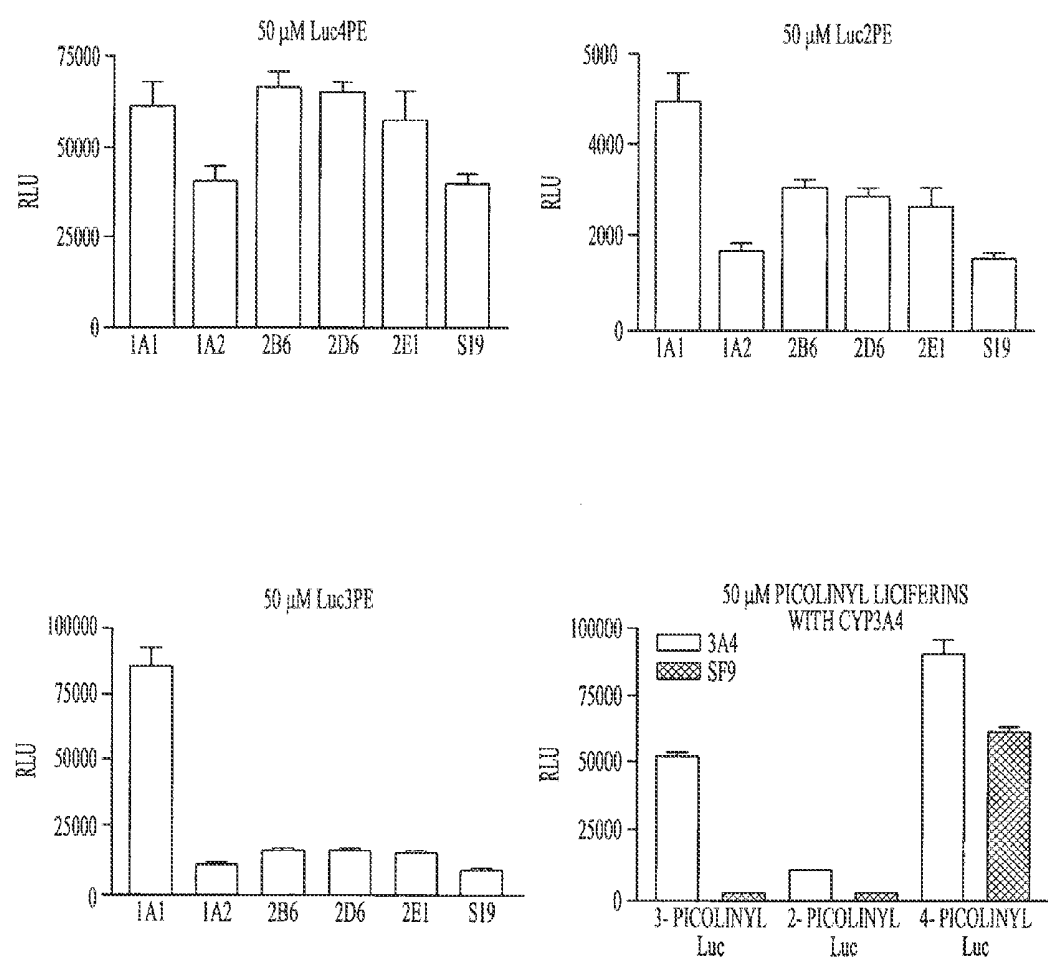 50 µM Luc4PE
75000
50000
25000
0
RLU
1A1 1A2 2B6 2D6 2E1 S19
50 µM Luc2PE
5000
4000
2000
0
RLU
1A1 1A2 2B6 2D6 2E1 S19
50 µM Luc3PE
100000
75000
50000
25000
0
RLU
1A1 1A2 2B6 2D6 2E1 S19
50 µM PICOLINYL LICIFERINS
WITH CYP3A4
100000
75000
50000
25000
0
RLU
3A4
SF9
3- PICOLINYL 2- PICOLINYL 4- PICOLINYL
Luc Luc Luc